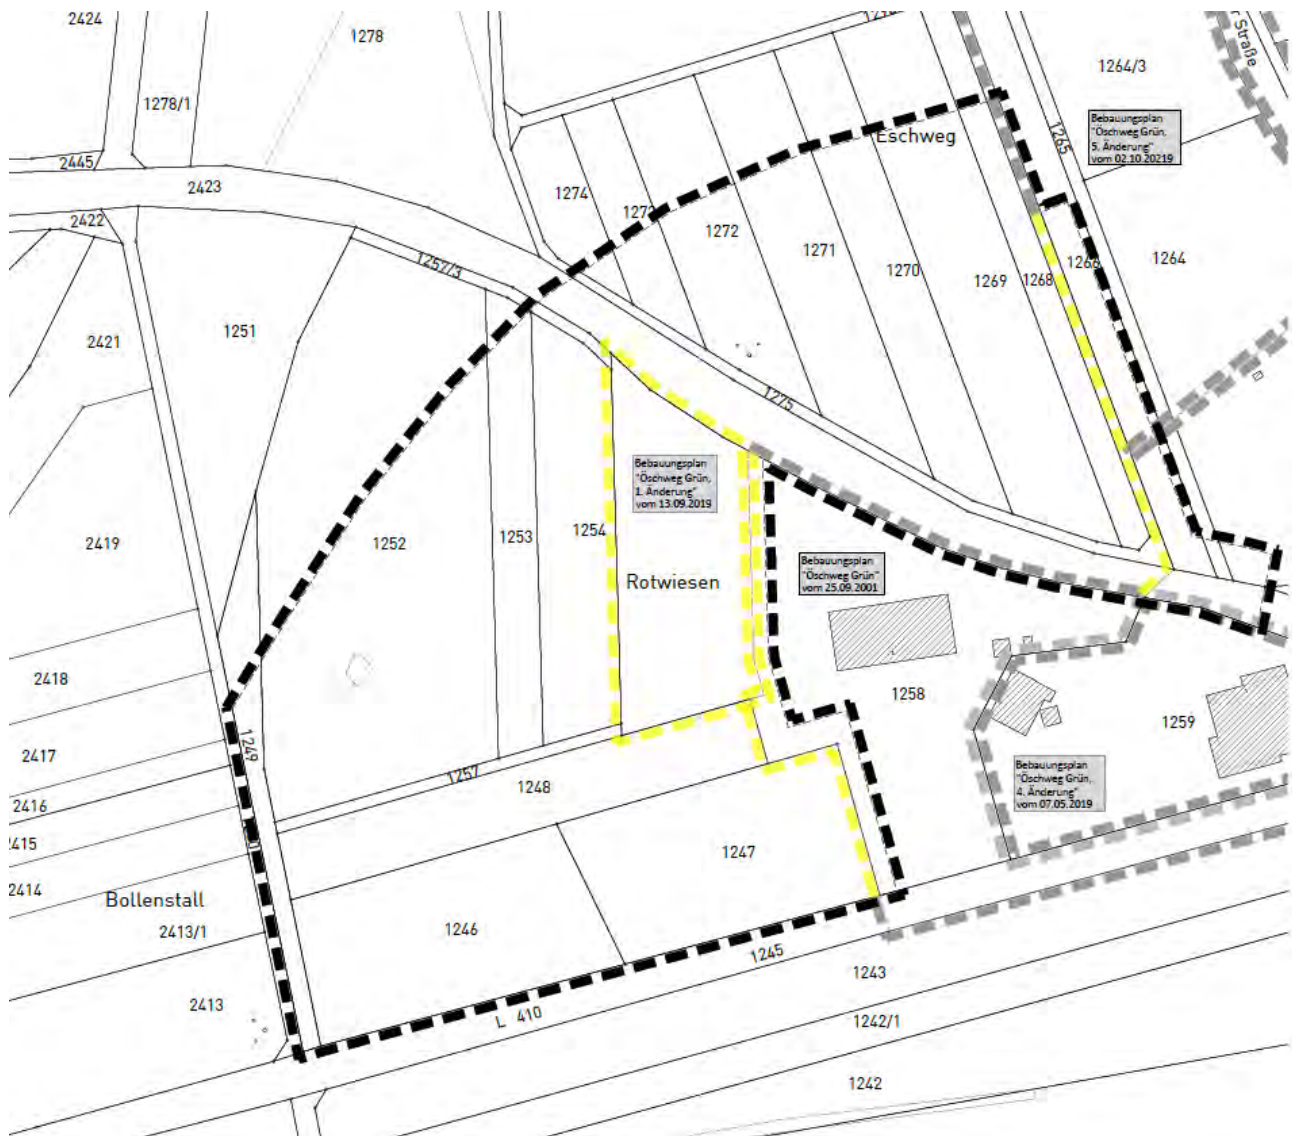 2424
1278
1278/1
2445
2423
2422
1257/3
1274
1272
1271
1270
1269
1268
1266
1264
Eschweg
1265
1264/3
r Straße
Bebauungsplan
"Öschweg Grün,
5. Änderung"
vom 02.10.20219
2421
1251
1275
2419
1252
1253
1254
Bebauungsplan
"Öschweg Grün,
1. Änderung"
vom 13.09.2019
Rotwiesen
Bebauungsplan
"Öschweg Grün"
vom 25.09.2001
2418
2417
2416
2415
2414
1249
1257
1248
1258
1259
Bebauungsplan
"Öschweg Grün,
4. Änderung"
vom 07.05.2019
1247
Bollenstall
2413/1
1246
2413
1245
L 410
1243
1242/1
1242